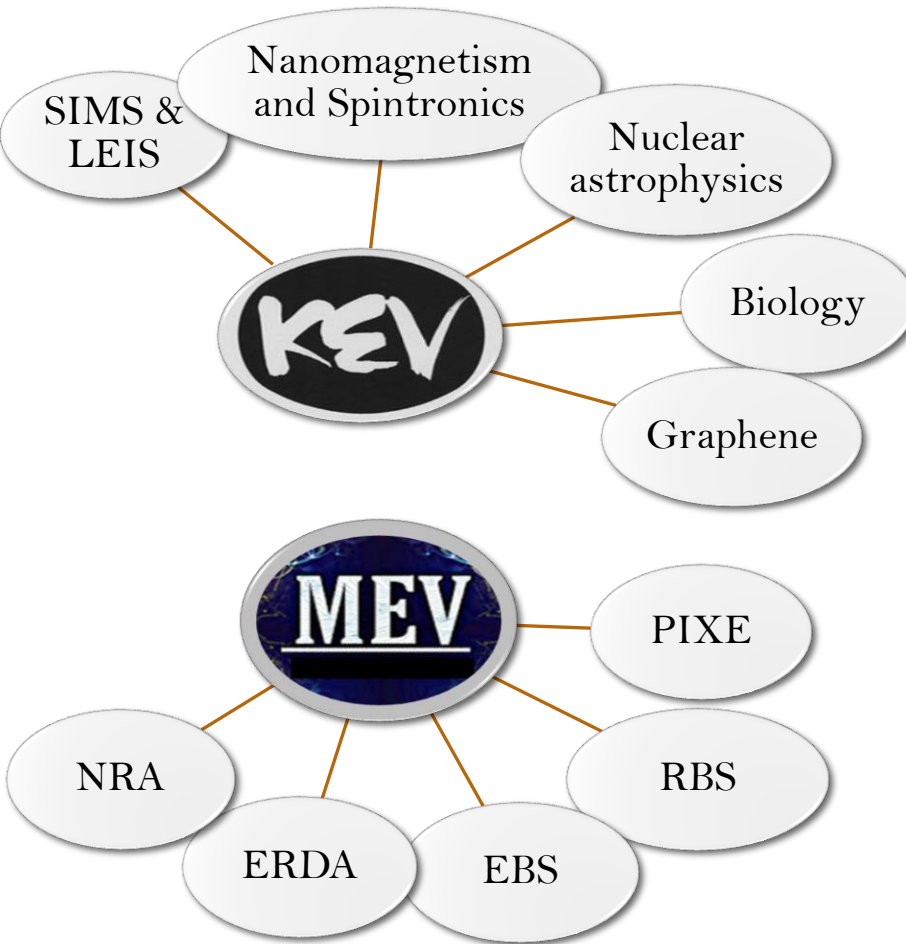 Nanomagnetism
and Spintronics
SIMS &
LEIS
Nuclear
astrophysics
Biology
KEV
Graphene
MEV
PIXE
NRA
RBS
ERDA
EBS